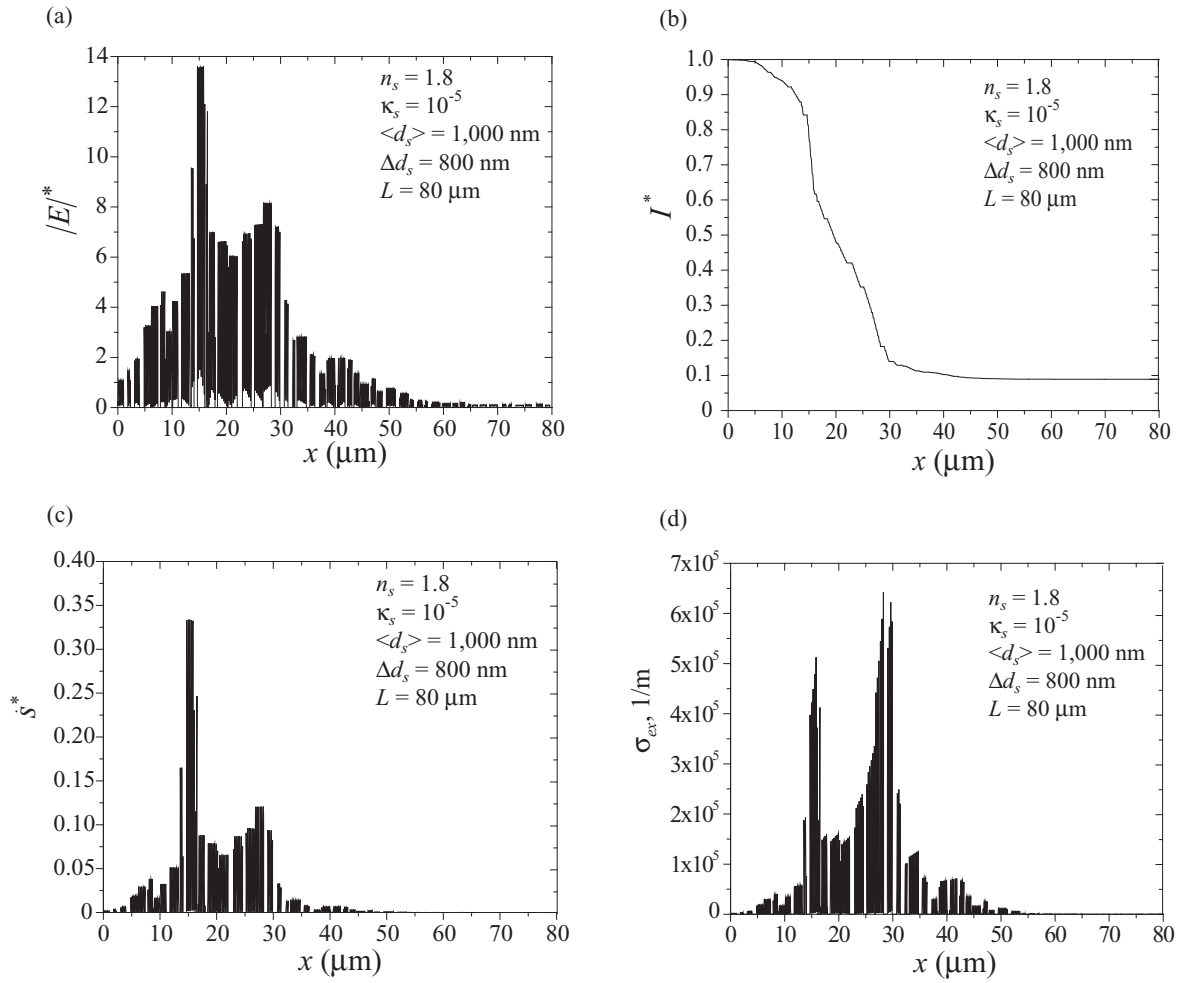 (a)
14
12
10
8
6
4
2
0
|E|*
0 10 20 30 40 50 60 70 80
x (μm)
n_s = 1.8
κ_s = 10^-5
<d_s> = 1,000 nm
Δd_s = 800 nm
L = 80 μm
(b)
1.0
0.9
0.8
0.7
0.6
0.5
0.4
0.3
0.2
0.1
0
I*
0 10 20 30 40 50 60 70 80
x (μm)
n_s = 1.8
κ_s = 10^-5
<d_s> = 1,000 nm
Δd_s = 800 nm
L = 80 μm
(c)
0.40
0.35
0.30
0.25
0.20
0.15
0.10
0.05
0
ṡ*
0 10 20 30 40 50 60 70 80
x (μm)
n_s = 1.8
κ_s = 10^-5
<d_s> = 1,000 nm
Δd_s = 800 nm
L = 80 μm
(d)
7x10^5
6x10^5
5x10^5
4x10^5
3x10^5
2x10^5
1x10^5
0
σ_ex, 1/m
0 10 20 30 40 50 60 70 80
x (μm)
n_s = 1.8
κ_s = 10^-5
<d_s> = 1,000 nm
Δd_s = 800 nm
L = 80 μm